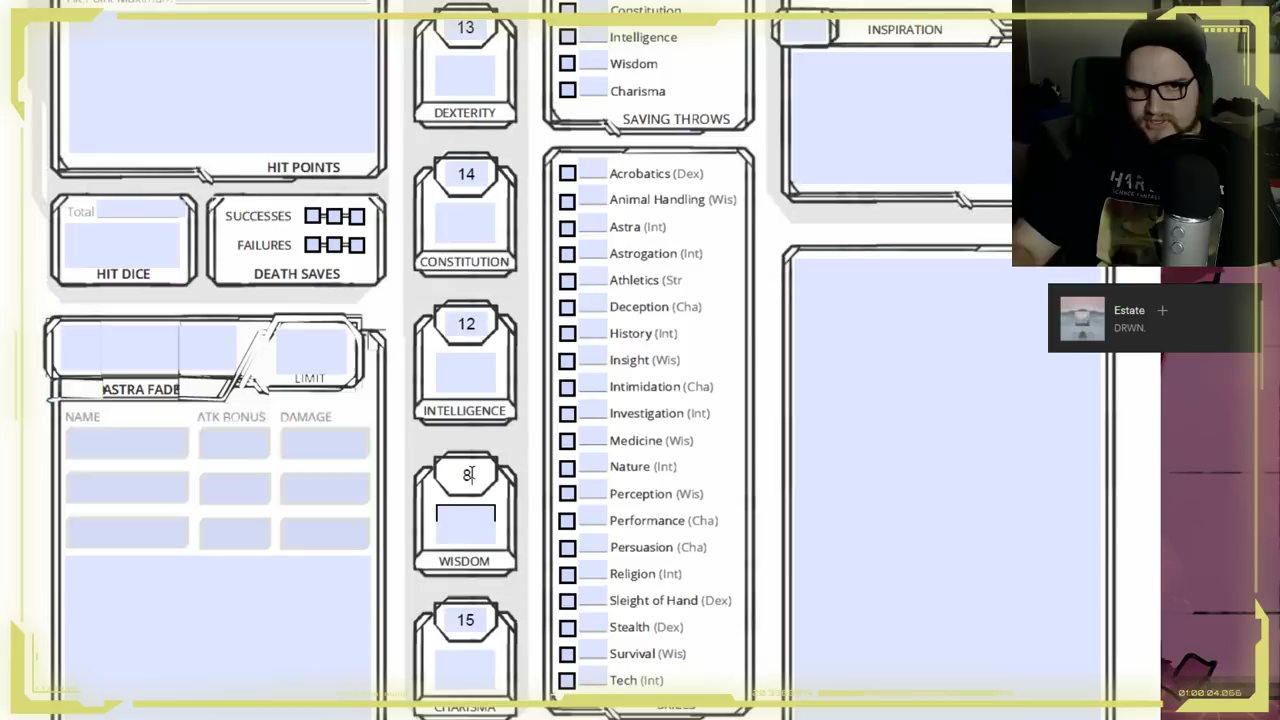 13
DEXTERITY
14
CONSTITUTION
12
INTELLIGENCE
8
WISDOM
15
CHARISMA
HIT POINTS
Total
HIT DICE
SUCCESSES
FAILURES
DEATH SAVES
ASTRA FADE
LIMIT
NAME ATK BONUS DAMAGE
Constitution
Intelligence
Wisdom
Charisma
SAVING THROWS
Acrobatics (Dex)
Animal Handling (Wis)
Astra (Int)
Astrogation (Int)
Athletics (Str
Deception (Cha)
History (Int)
Insight (Wis)
Intimidation (Cha)
Investigation (Int)
Medicine (Wis)
Nature (Int)
Perception (Wis)
Performance (Cha)
Persuasion (Cha)
Religion (Int)
Sleight of Hand (Dex)
Stealth (Dex)
Survival (Wis)
Tech (Int)
INSPIRATION
SCIENCE FANTASY
Estate
DRWN.